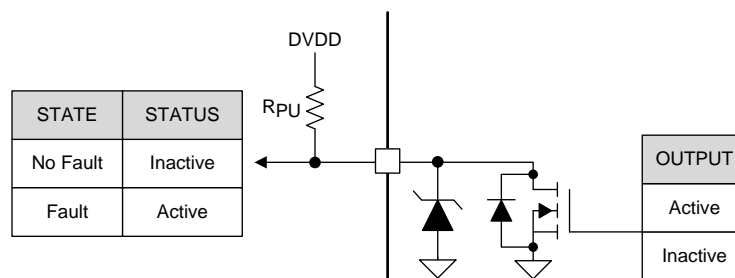 DVDD
RPU
STATE STATUS
No Fault Inactive
Fault Active
OUTPUT
Active
Inactive